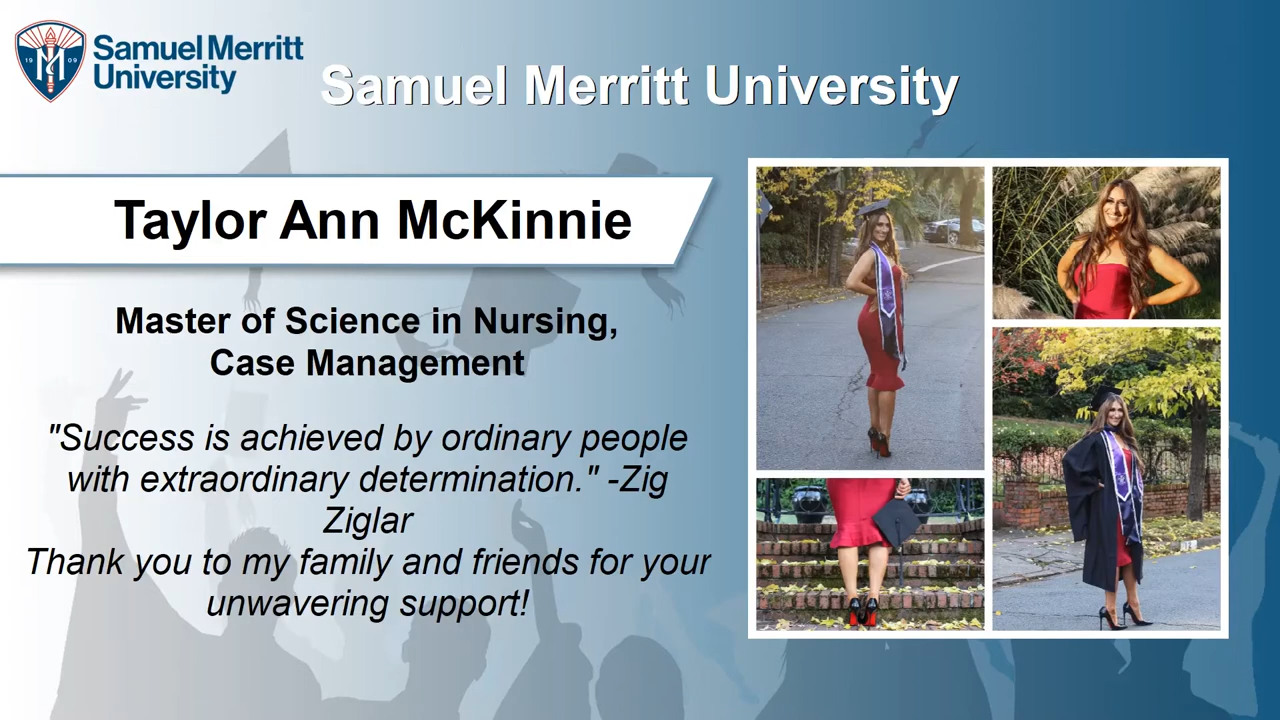 19 09
Samuel Merritt
University
Samuel Merritt University
Taylor Ann McKinnie
Master of Science in Nursing,
Case Management
"Success is achieved by ordinary people
with extraordinary determination." -Zig
Ziglar
Thank you to my family and friends for your
unwavering support!